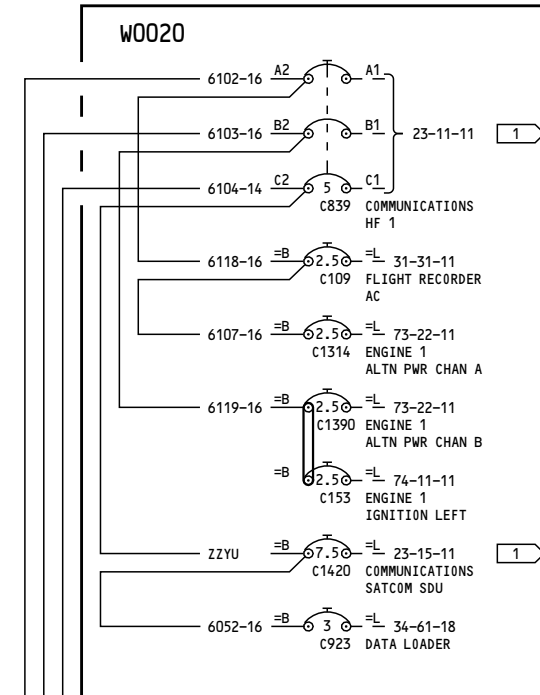 W0020
6102-16 A2 A1
6103-16 B2 B1 23-11-11 1
6104-14 C2 5 C1
C839 COMMUNICATIONS
HF 1
6118-16 =B 2.5 =L 31-31-11
C109 FLIGHT RECORDER
AC
6107-16 =B 2.5 =L 73-22-11
C1314 ENGINE 1
ALTN PWR CHAN A
6119-16 =B 2.5 =L 73-22-11
C1390 ENGINE 1
ALTN PWR CHAN B
=B 2.5 =L 74-11-11
C153 ENGINE 1
IGNITION LEFT
ZZYU =B 7.5 =L 23-15-11 1
C1420 COMMUNICATIONS
SATCOM SDU
6052-16 =B 3 =L 34-61-18
C923 DATA LOADER